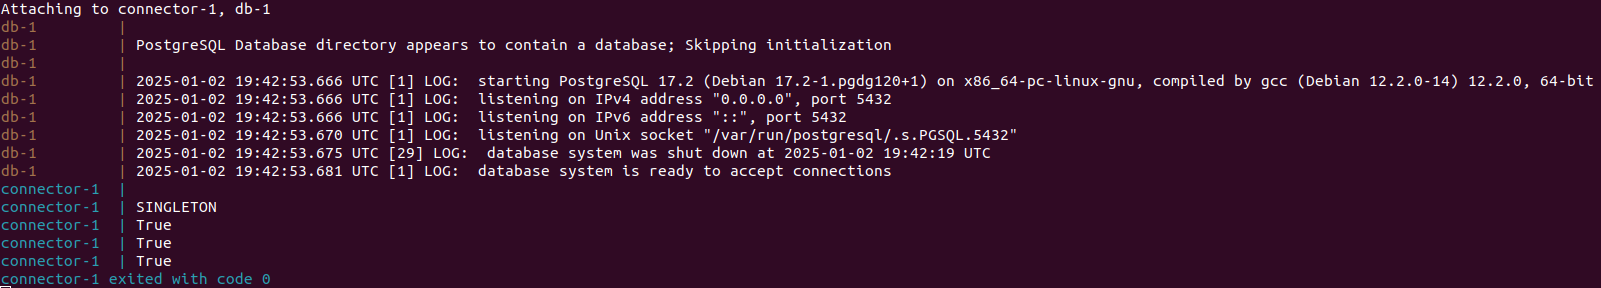 Attaching to connector-1, db-1
db-1         |
db-1         | PostgreSQL Database directory appears to contain a database; Skipping initialization
db-1         |
db-1         | 2025-01-02 19:42:53.666 UTC [1] LOG:  starting PostgreSQL 17.2 (Debian 17.2-1.pgdg120+1) on x86_64-pc-linux-gnu, compiled by gcc (Debian 12.2.0-14) 12.2.0, 64-bit
db-1         | 2025-01-02 19:42:53.666 UTC [1] LOG:  listening on IPv4 address "0.0.0.0", port 5432
db-1         | 2025-01-02 19:42:53.666 UTC [1] LOG:  listening on IPv6 address "::", port 5432
db-1         | 2025-01-02 19:42:53.670 UTC [1] LOG:  listening on Unix socket "/var/run/postgresql/.s.PGSQL.5432"
db-1         | 2025-01-02 19:42:53.675 UTC [29] LOG:  database system was shut down at 2025-01-02 19:42:19 UTC
db-1         | 2025-01-02 19:42:53.681 UTC [1] LOG:  database system is ready to accept connections
connector-1  |
connector-1  | SINGLETON
connector-1  | True
connector-1  | True
connector-1  | True
connector-1 exited with code 0